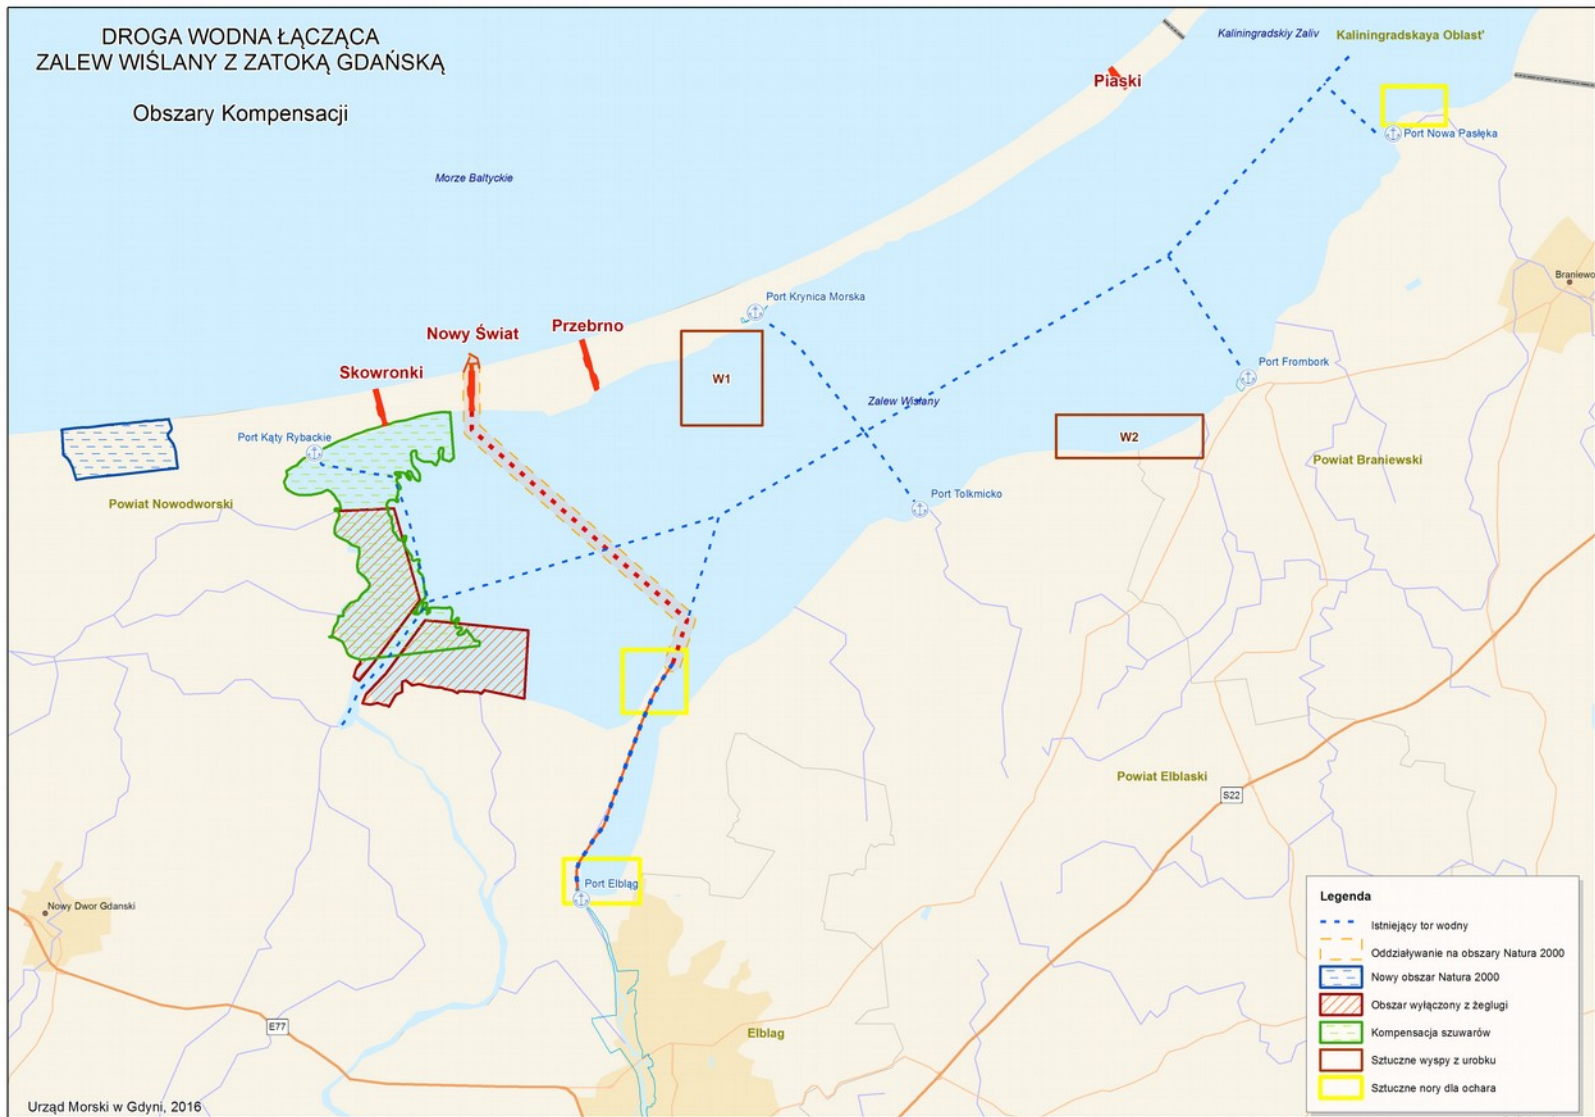 DROGA WODNA ŁĄCZĄCA
ZALEW WIŚLANY Z ZATOKĄ GDAŃSKĄ
Obszary Kompensacji
Kaliningradskiy Zaliv
Kaliningradskaya Oblast'
Piaski
Port Nowa Pasłęka
Morze Bałtyckie
Braniewo
Port Krynica Morska
Nowy Świat
Przebrno
Skowronki
W1
Port Frombork
Zalew Wiślany
Port Kąty Rybackie
W2
Powiat Braniewski
Powiat Nowodworski
Port Tolkmicko
Powiat Elblaski
S22
Port Elbląg
Nowy Dwor Gdanski
E77
Elblag
Legenda
Istniejący tor wodny
Oddziaływanie na obszary Natura 2000
Nowy obszar Natura 2000
Obszar wyłączony z żeglugi
Kompensacja szuwarów
Sztuczne wyspy z urobku
Sztuczne nory dla ochara
Urząd Morski w Gdyni, 2016